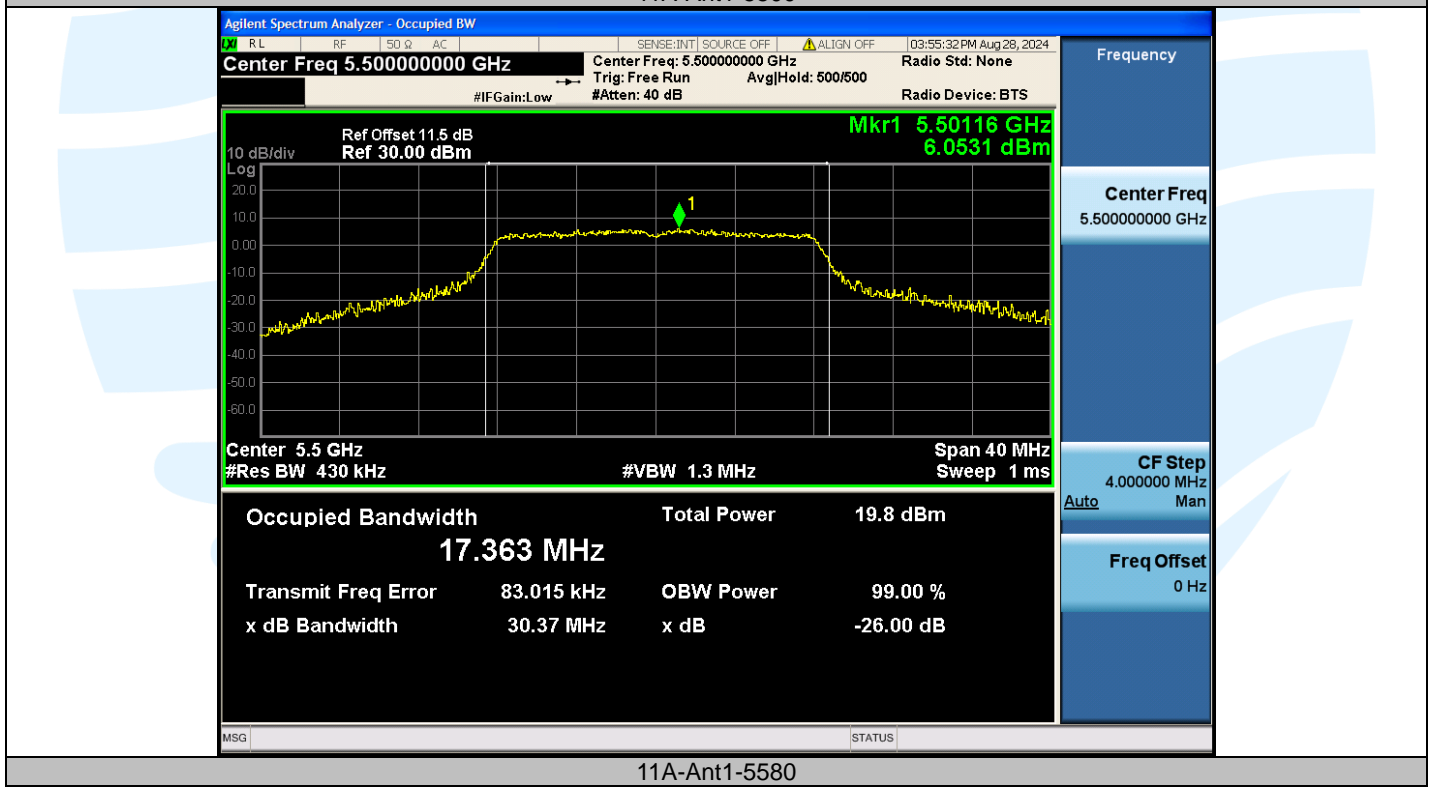 Agilent Spectrum Analyzer - Occupied BW
LXI RL RF 50 Ω AC SENSE:INT SOURCE OFF ALIGN OFF 03:55:32 PM Aug 28, 2024
Center Freq 5.500000000 GHz
Center Freq: 5.500000000 GHz
Radio Std: None
Trig: Free Run Avg|Hold: 500/500
#IFGain:Low
#Atten: 40 dB
Radio Device: BTS
Frequency
Ref Offset 11.5 dB
10 dB/div Ref 30.00 dBm
Mkr1 5.50116 GHz
6.0531 dBm
Log
20.0
10.0
0.00
-10.0
-20.0
-30.0
-40.0
-50.0
-60.0
1
Center 5.5 GHz Span 40 MHz
#Res BW 430 kHz #VBW 1.3 MHz Sweep 1 ms
Center Freq
5.500000000 GHz
CF Step
4.000000 MHz
Auto Man
Freq Offset
0 Hz
Occupied Bandwidth Total Power 19.8 dBm
17.363 MHz
Transmit Freq Error 83.015 kHz OBW Power 99.00 %
x dB Bandwidth 30.37 MHz x dB -26.00 dB
MSG STATUS
11A-Ant1-5580